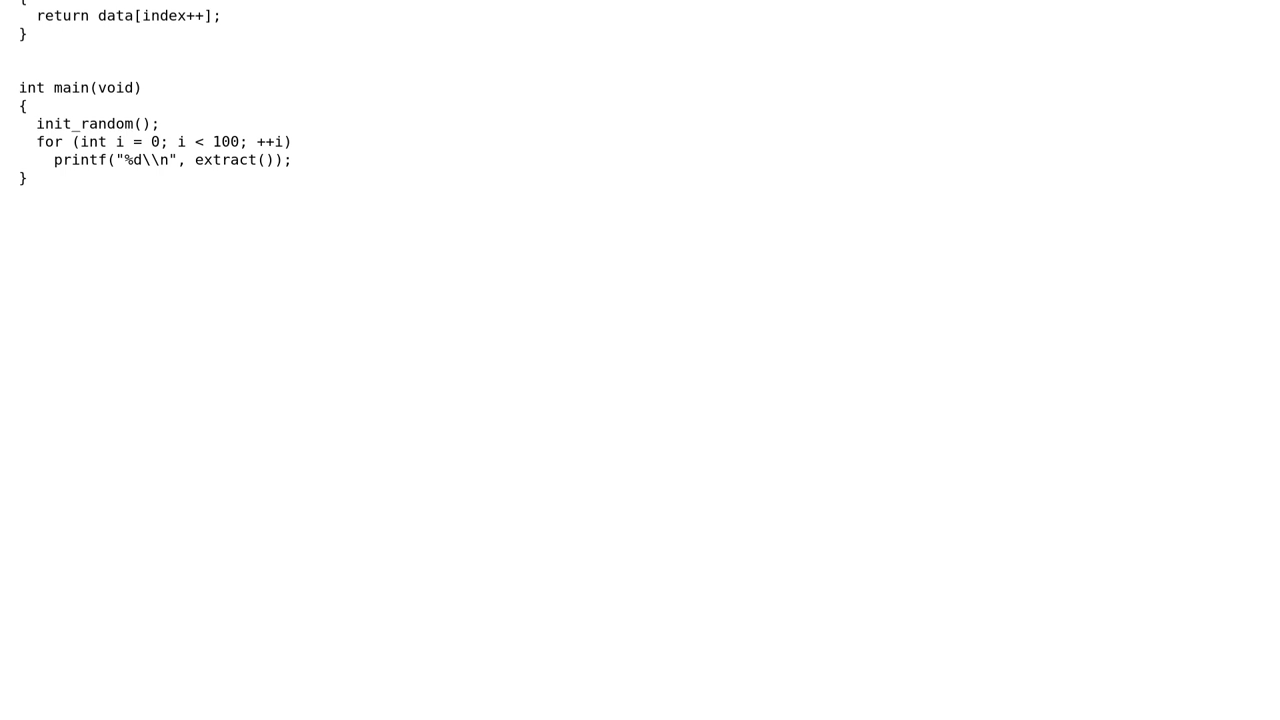 {
  return data[index++];
}


int main(void)
{
  init_random();
  for (int i = 0; i < 100; ++i)
    printf("%d\\n", extract());
}